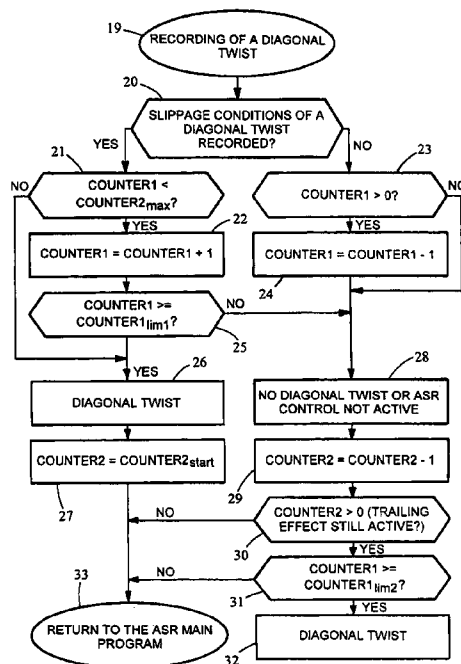 19
RECORDING OF A DIAGONAL
TWIST
20
SLIPPAGE CONDITIONS OF A
DIAGONAL TWIST
RECORDED?
YES
NO
21
23
NO
COUNTER1 <
COUNTER2max?
COUNTER1 > 0?
NO
YES
22
YES
COUNTER1 = COUNTER1 + 1
COUNTER1 = COUNTER1 - 1
24
COUNTER1 >=
COUNTER1lim1?
NO
25
YES
26
28
DIAGONAL TWIST
NO DIAGONAL TWIST OR ASR
CONTROL NOT ACTIVE
COUNTER2 = COUNTER2start
COUNTER2 = COUNTER2 - 1
27
29
NO
COUNTER2 > 0 (TRAILING
EFFECT STILL ACTIVE?)
30
YES
33
NO
COUNTER1 >=
COUNTER1lim2?
31
YES
RETURN TO THE ASR MAIN
PROGRAM
DIAGONAL TWIST
32